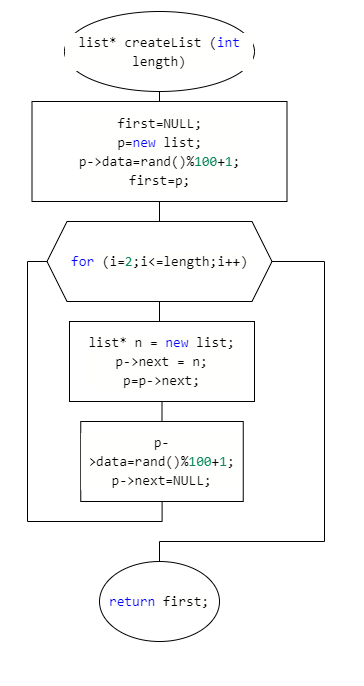 list* createList (int
length)
first=NULL;
p=new list;
p->data=rand()%100+1;
first=p;
for (i=2;i<=length;i++)
list* n = new list;
p->next = n;
p=p->next;
p-
>data=rand()%100+1;
p->next=NULL;
return first;